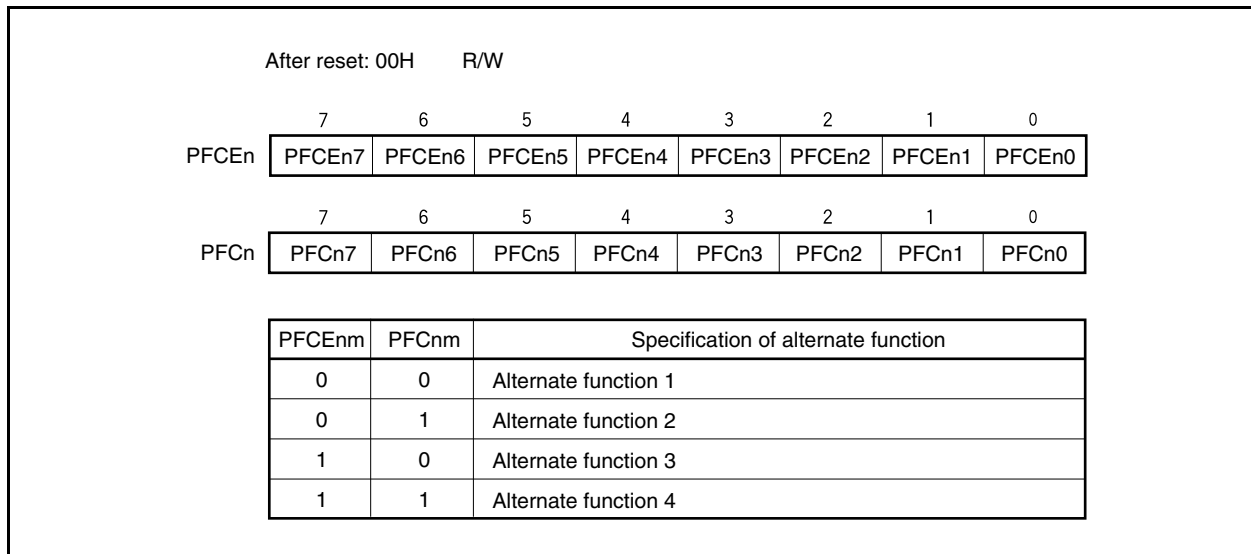 After reset: 00H R/W
7 6 5 4 3 2 1 0
PFCEn PFCEn7 PFCEn6 PFCEn5 PFCEn4 PFCEn3 PFCEn2 PFCEn1 PFCEn0
7 6 5 4 3 2 1 0
PFCn PFCn7 PFCn6 PFCn5 PFCn4 PFCn3 PFCn2 PFCn1 PFCn0
PFCEnm PFCnm Specification of alternate function
0 0 Alternate function 1
0 1 Alternate function 2
1 0 Alternate function 3
1 1 Alternate function 4